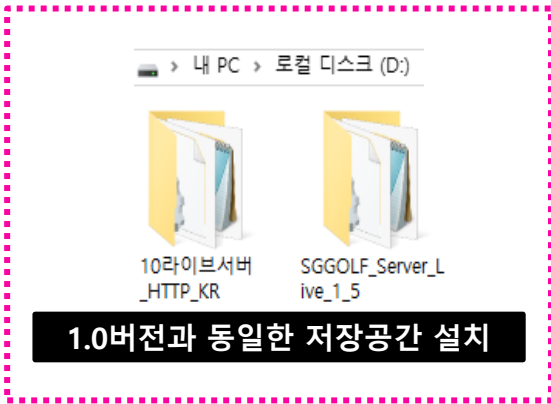 내 PC > 로컬 디스크 (D:)
10라이브서버
_HTTP_KR
SGGOLF_Server_L
ive_1_5
1.0버전과 동일한 저장공간 설치